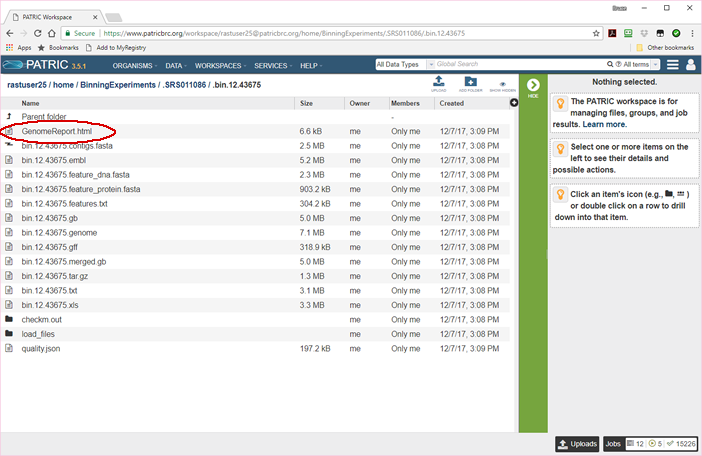 Bruce
PATRIC Workspace
Secure | https://www.patricbrc.org/workspace/rastuser25@patricbrc.org/home/BinningExperiments/.SRS011086/.bin.12.43675
Apps Bookmarks Add to MyRegistry Other bookmarks
PATRIC 3.5.1 ORGANISMS DATA WORKSPACES SERVICES HELP All Data Types Global Search All terms
rastuser25 / home / BinningExperiments / .SRS011086 / .bin.12.43675
UPLOAD ADD FOLDER SHOW HIDDEN
HIDE
Name Size Owner Members Created
Parent folder -
GenomeReport.html 6.6 kB me Only me 12/7/17, 3:09 PM
bin.12.43675.contigs.fasta 2.5 MB me Only me 12/7/17, 3:08 PM
bin.12.43675.embl 5.2 MB me Only me 12/7/17, 3:08 PM
bin.12.43675.feature_dna.fasta 2.3 MB me Only me 12/7/17, 3:08 PM
bin.12.43675.feature_protein.fasta 903.2 kB me Only me 12/7/17, 3:08 PM
bin.12.43675.features.txt 304.2 kB me Only me 12/7/17, 3:08 PM
bin.12.43675.gb 5.0 MB me Only me 12/7/17, 3:08 PM
bin.12.43675.genome 7.1 MB me Only me 12/7/17, 3:08 PM
bin.12.43675.gff 318.9 kB me Only me 12/7/17, 3:08 PM
bin.12.43675.merged.gb 5.0 MB me Only me 12/7/17, 3:08 PM
bin.12.43675.tar.gz 1.3 MB me Only me 12/7/17, 3:08 PM
bin.12.43675.txt 3.1 MB me Only me 12/7/17, 3:08 PM
bin.12.43675.xls 3.3 MB me Only me 12/7/17, 3:08 PM
checkm.out me Only me 12/7/17, 3:08 PM
load_files me Only me 12/7/17, 3:08 PM
quality.json 197.2 kB me Only me 12/7/17, 3:09 PM
Nothing selected.
The PATRIC workspace is for
managing files, groups, and job
results. Learn more.
Select one or more items on the
left to see their details and
possible actions.
Click an item's icon (e.g., , )
or double click on a row to drill
down into that item.
Uploads Jobs 12 5 15226